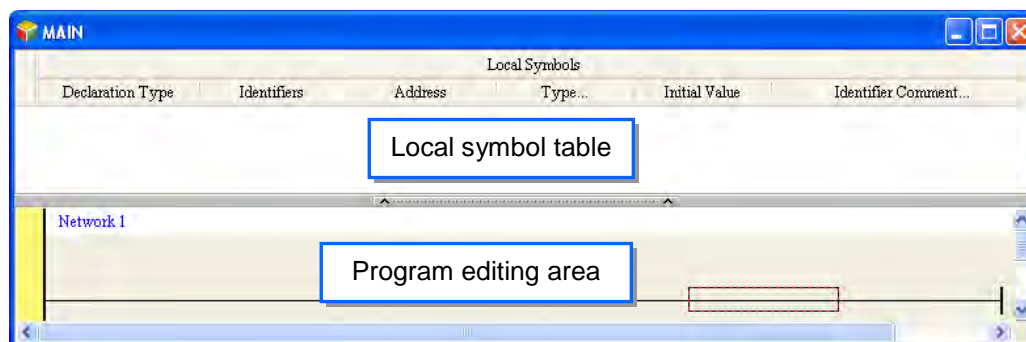 MAIN
Local Symbols
Declaration Type Identifiers Address Type... Initial Value Identifier Comment...
Local symbol table
Network 1
Program editing area